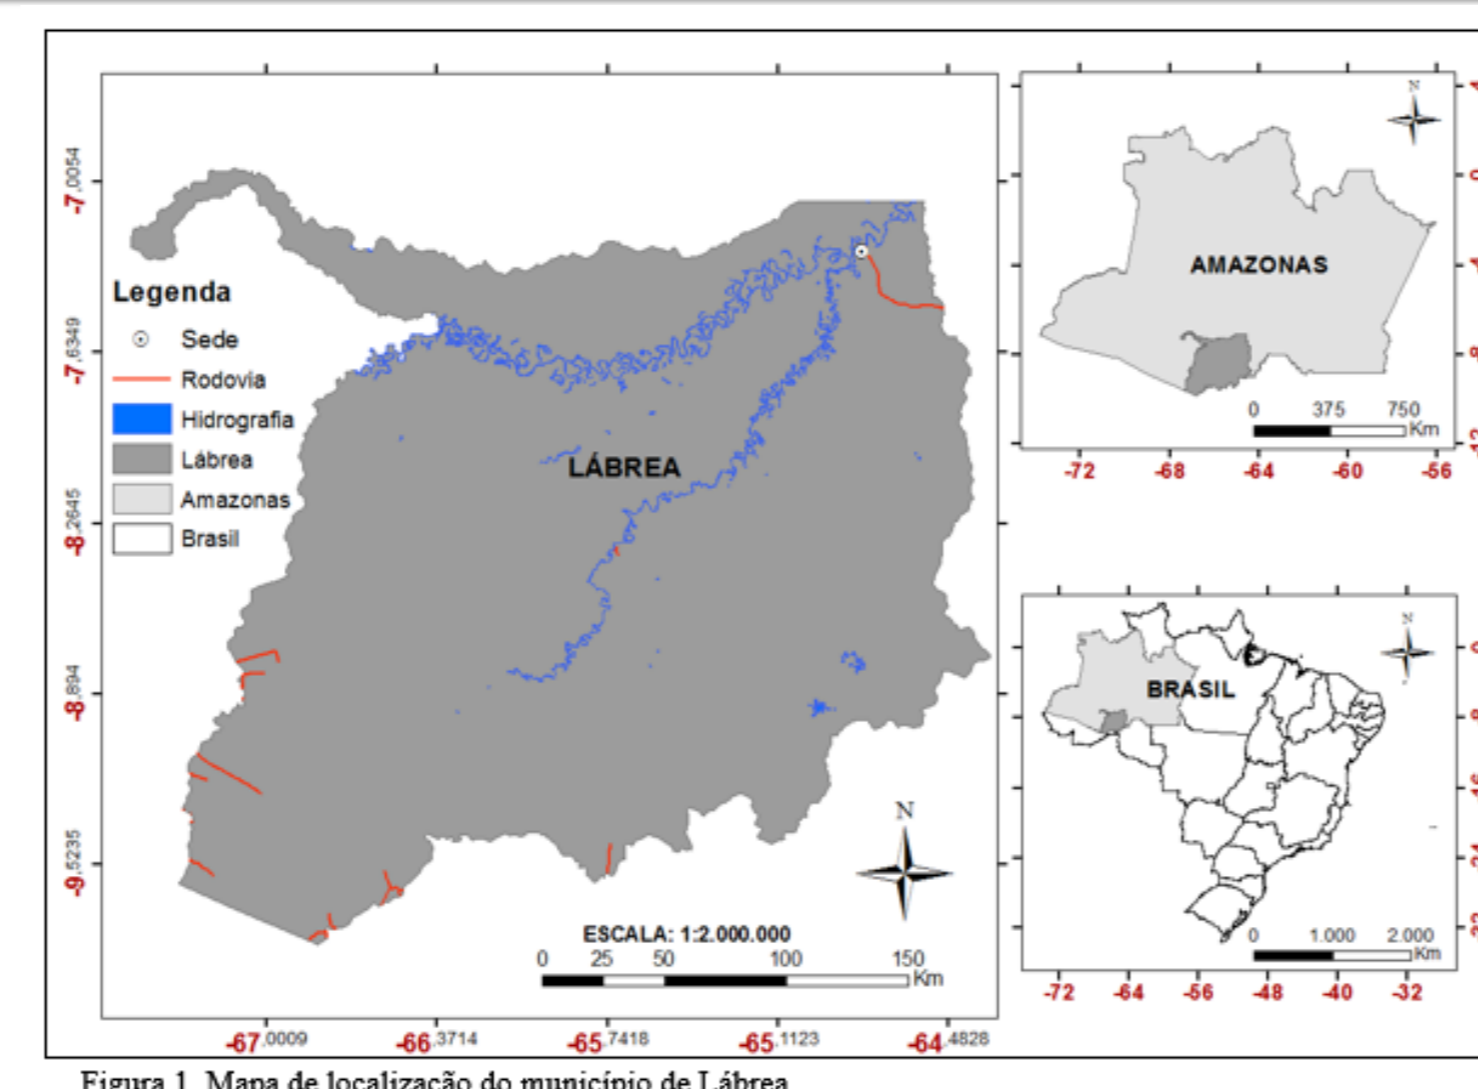 -7.0054
-7.6349
-8.2645
-8.894
-9.5235
Legenda
Sede
Rodovia
Hidrografia
Lábrea
Amazonas
Brasil
LÁBREA
N
ESCALA: 1:2.000.000
0 25 50 100 150
Km
-67.0009 -66.3714 -65.7418 -65.1123 -64.4828
N
AMAZONAS
0 375 750
Km
-72 -68 -64 -60 -56
N
BRASIL
0 1.000 2.000
Km
-72 -64 -56 -48 -40 -32
Figura 1. Mapa de localização do município de Lábrea